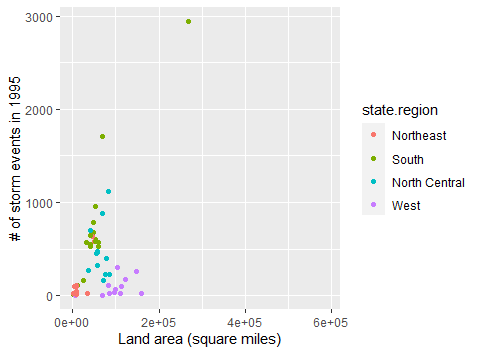 3000
2000
1000
0
# of storm events in 1995
0e+00
2e+05
4e+05
6e+05
Land area (square miles)
state.region
Northeast
South
North Central
West